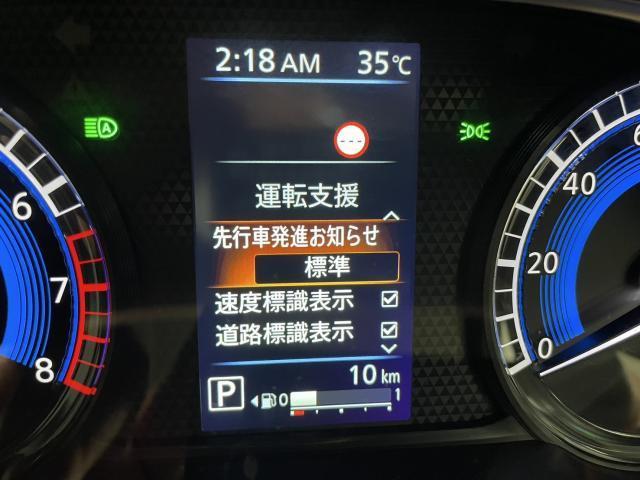 2:18 AM 35℃
---
運転支援
先行車発進お知らせ
標準
速度標識表示
道路標識表示
10 km
P 0 1
A
6
7
8
40
20
0